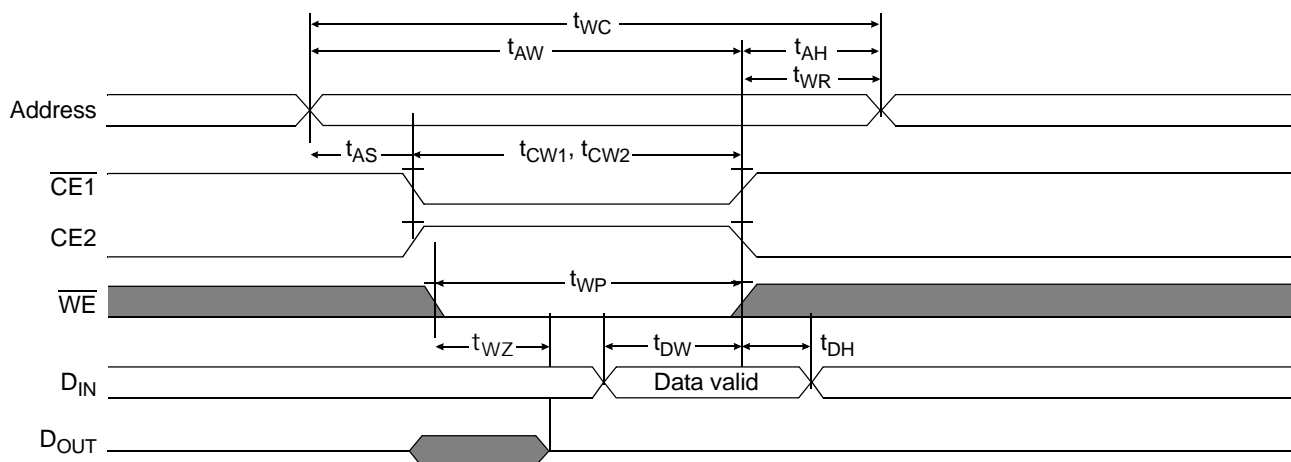 tWC
tAW tAH
tWR
Address
tAS tCW1, tCW2
CE1
CE2
tWP
WE
tWZ tDW tDH
DIN Data valid
DOUT